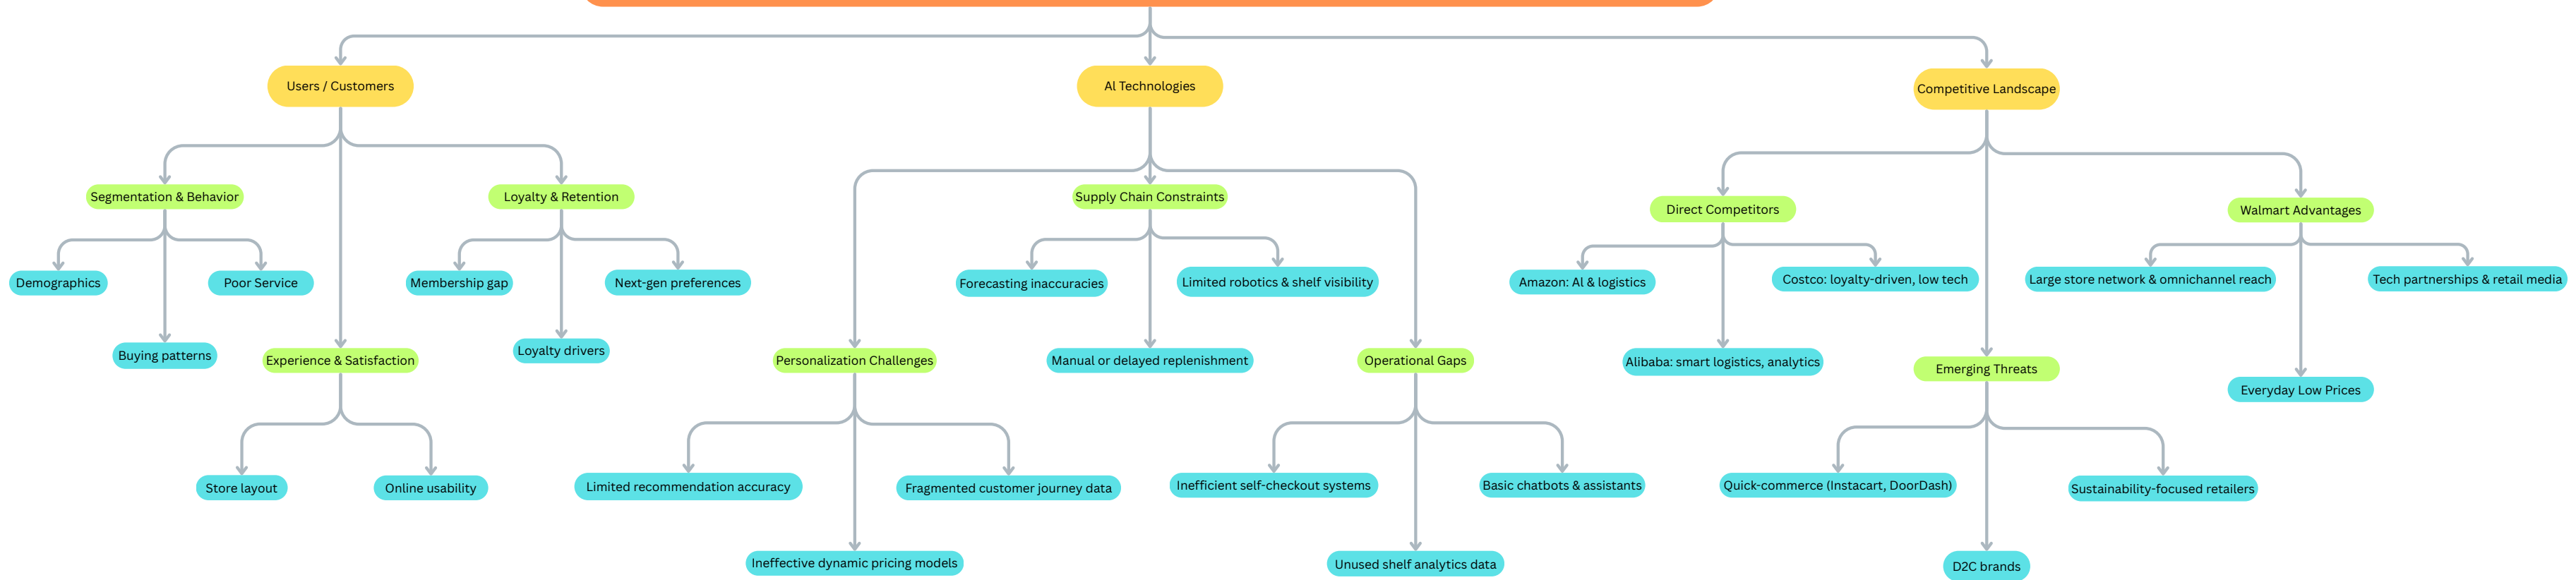 Users / Customers
AI Technologies
Competitive Landscape
Segmentation & Behavior
Loyalty & Retention
Supply Chain Constraints
Direct Competitors
Walmart Advantages
Demographics
Poor Service
Membership gap
Next-gen preferences
Forecasting inaccuracies
Limited robotics & shelf visibility
Amazon: AI & logistics
Costco: loyalty-driven, low tech
Large store network & omnichannel reach
Tech partnerships & retail media
Buying patterns
Experience & Satisfaction
Loyalty drivers
Personalization Challenges
Manual or delayed replenishment
Operational Gaps
Alibaba: smart logistics, analytics
Emerging Threats
Everyday Low Prices
Store layout
Online usability
Limited recommendation accuracy
Fragmented customer journey data
Inefficient self-checkout systems
Basic chatbots & assistants
Quick-commerce (Instacart, DoorDash)
Sustainability-focused retailers
Ineffective dynamic pricing models
Unused shelf analytics data
D2C brands